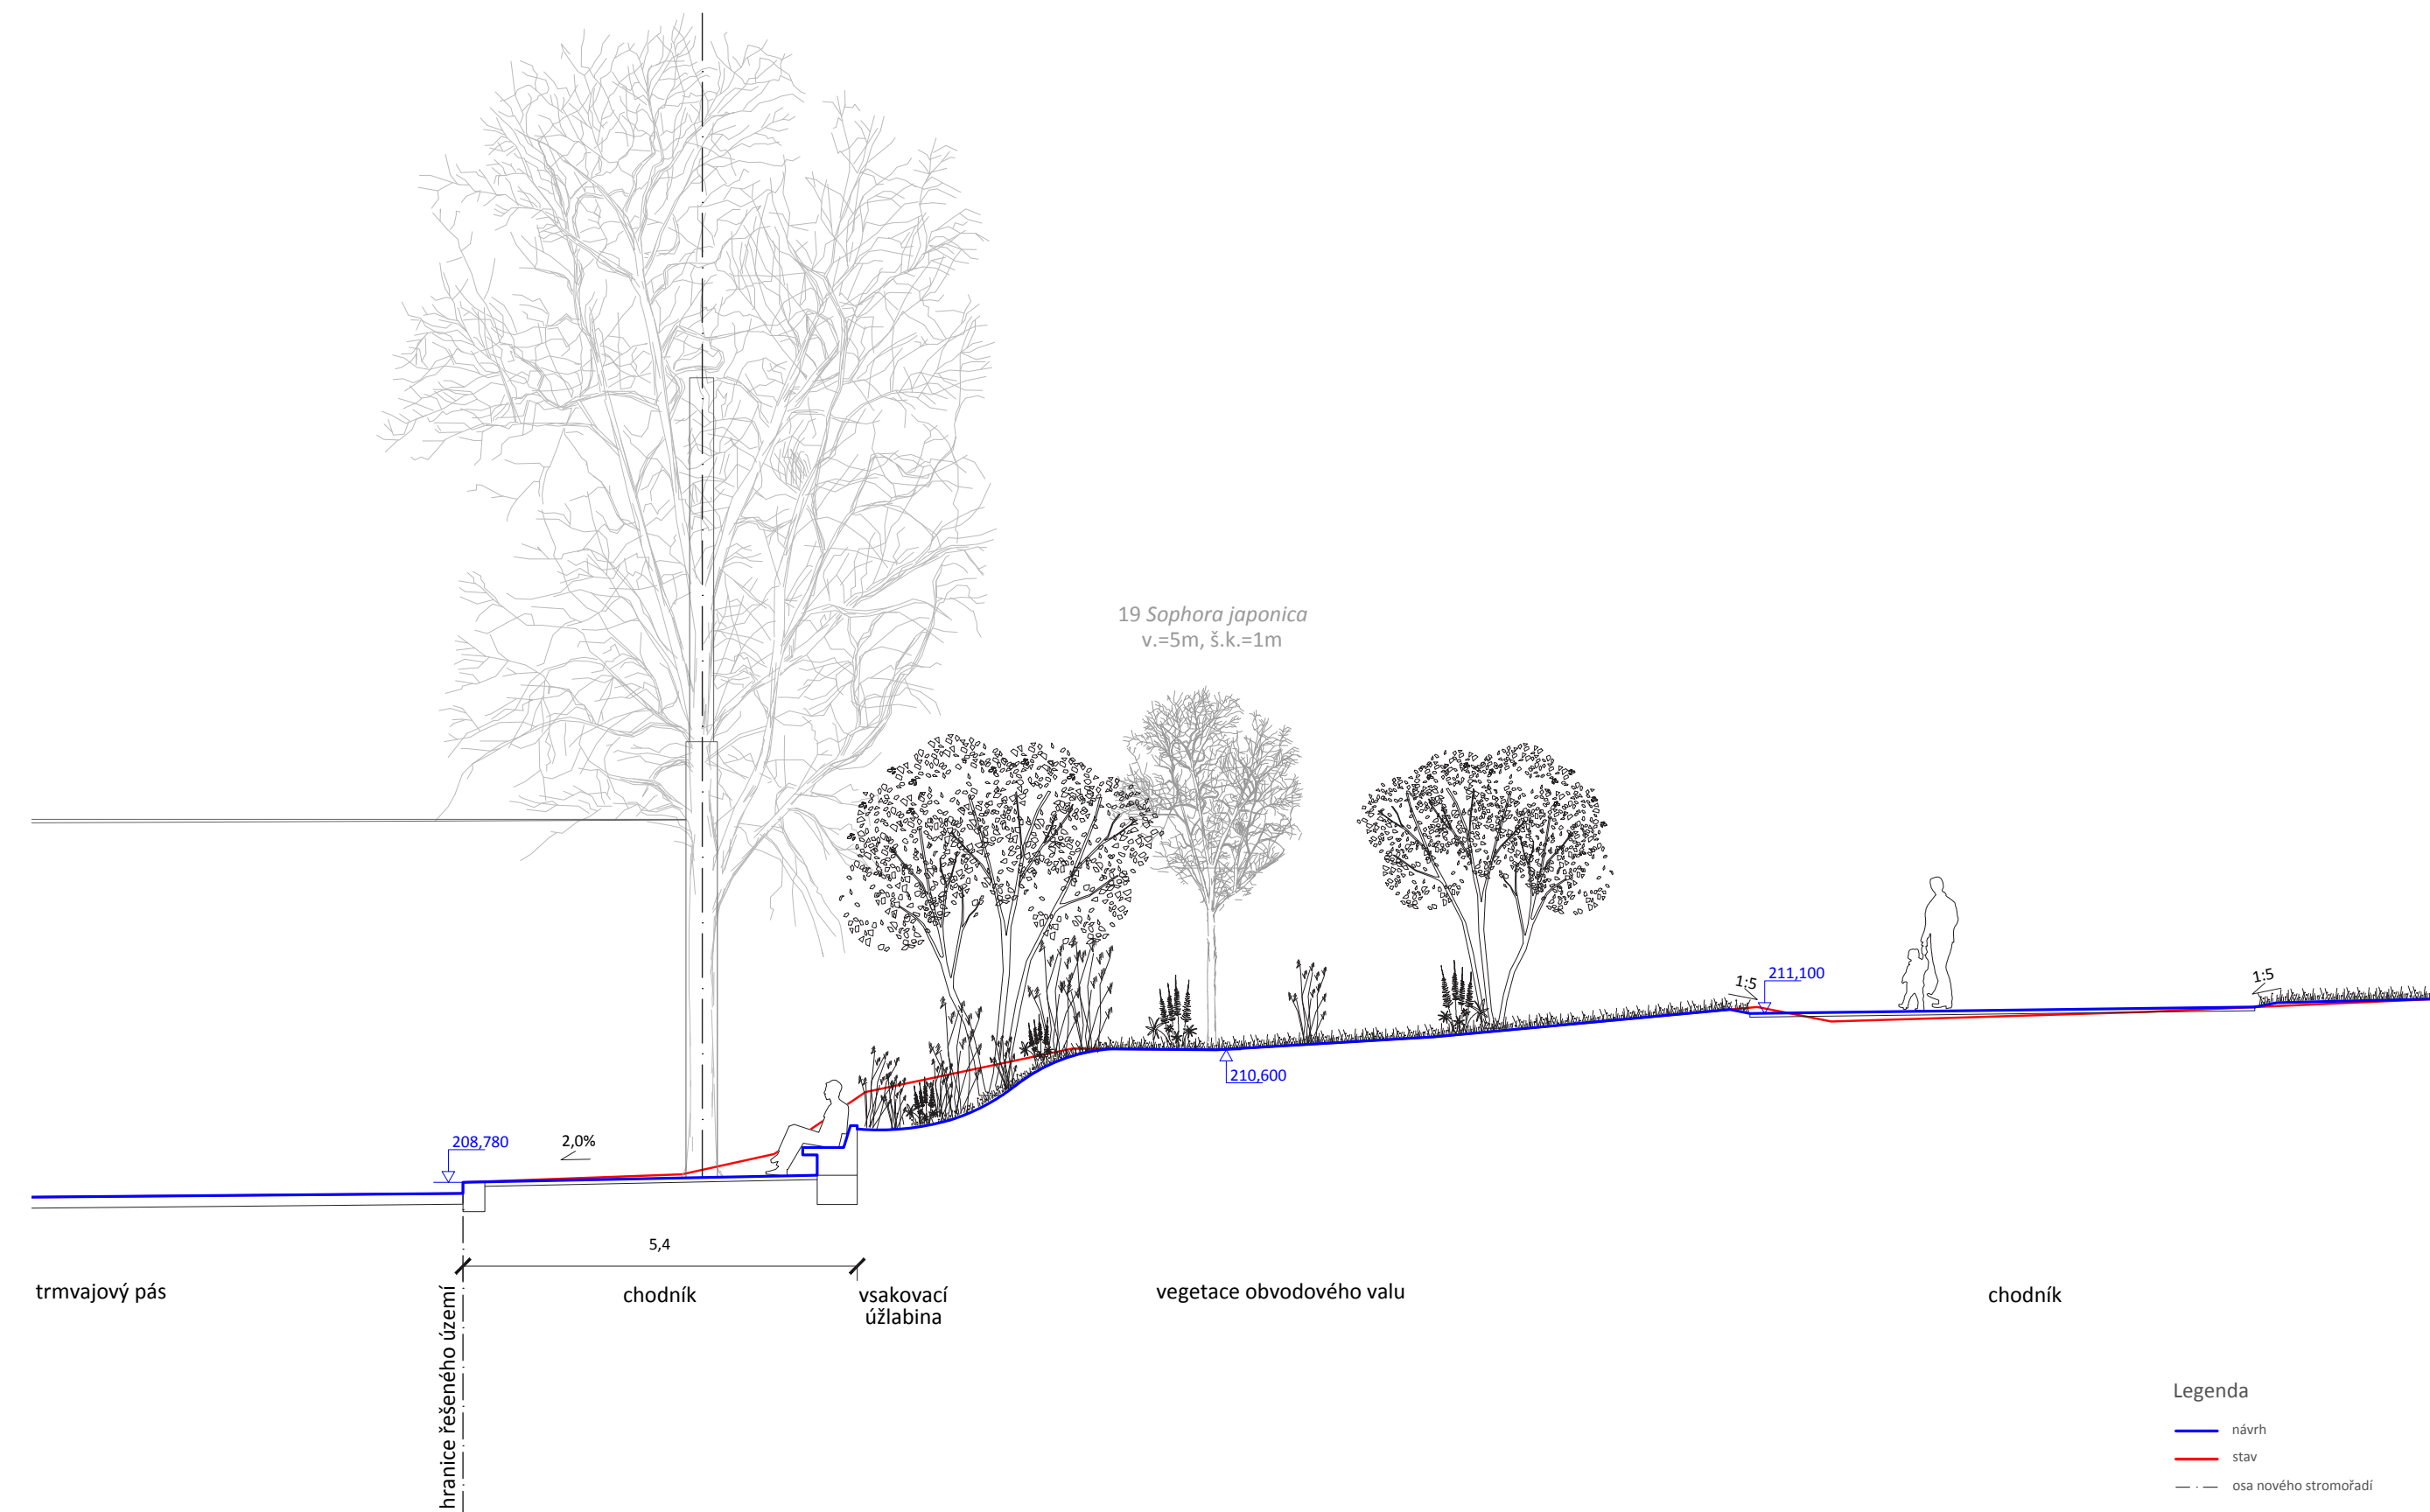 19 Sophora japonica
v.=5m, š.k.=1m
1:5
211,100
1:5
210,600
208,780
2,0%
5,4
trmvajový pás
hranice řešeného území
chodník
vsakovací
úžlabina
vegetace obvodového valu
chodník
Legenda
návrh
stav
osa nového stromořadí